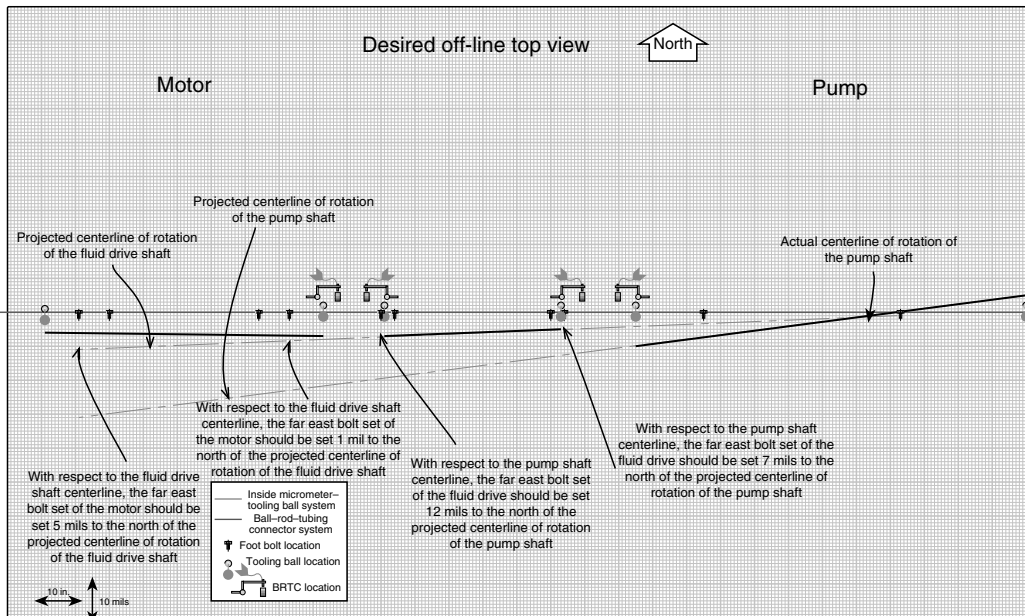 Desired off-line top view
North
Motor
Pump
Projected centerline of rotation
of the pump shaft
Projected centerline of rotation
of the fluid drive shaft
Actual centerline of rotation of
the pump shaft
With respect to the fluid drive
shaft centerline, the far east
bolt set of the motor should be
set 5 mils to the north of the
projected centerline of rotation
of the fluid drive shaft
With respect to the fluid drive shaft
centerline, the far east bolt set of
the motor should be set 1 mil to the
north of the projected centerline of
rotation of the fluid drive shaft
With respect to the pump shaft
centerline, the far east bolt set
of the fluid drive should be set
12 mils to the north of the
projected centerline of rotation
of the pump shaft
With respect to the pump shaft
centerline, the far east bolt set of the
fluid drive should be set 7 mils to the
north of the projected centerline of
rotation of the pump shaft
Inside micrometer–
tooling ball system
Ball–rod–tubing
connector system
Foot bolt location
Tooling ball location
BRTC location
10 in.
10 mils